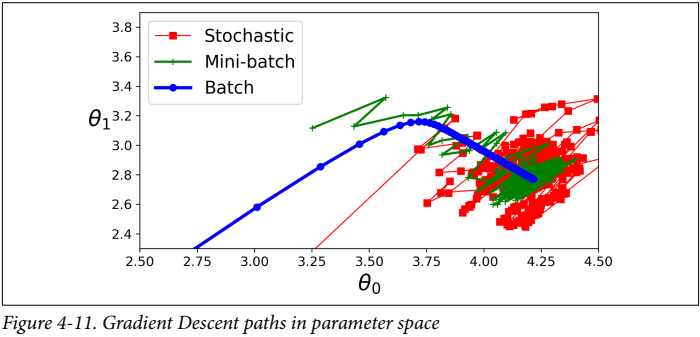 3.8
3.6
3.4
3.2
3.0
2.8
2.6
2.4
θ1
Stochastic
Mini-batch
Batch
2.50 2.75 3.00 3.25 3.50 3.75 4.00 4.25 4.50
θ0
Figure 4-11. Gradient Descent paths in parameter space